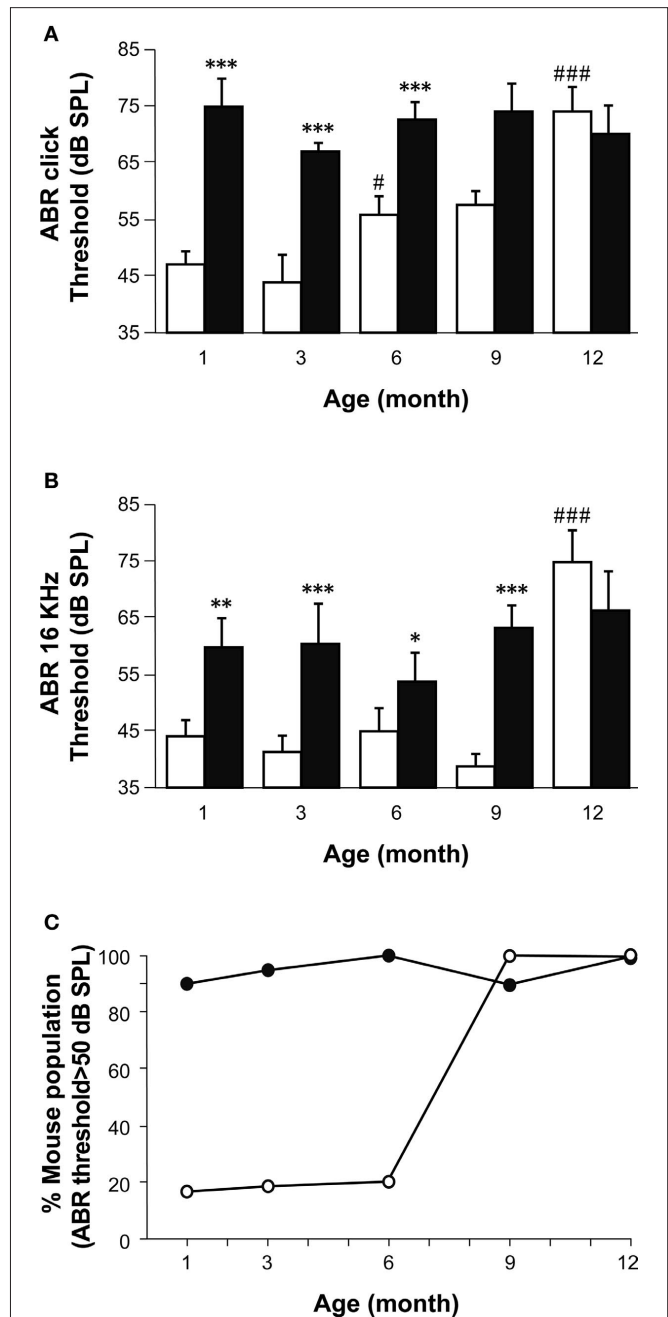 A
ABR click
Threshold (dB SPL)
85
75
65
55
45
35
***
***
#
***
###
1 3 6 9 12
Age (month)
B
ABR 16 KHz
Threshold (dB SPL)
85
75
65
55
45
35
**
***
*
***
###
1 3 6 9 12
Age (month)
C
% Mouse population
(ABR threshold>50 dB SPL)
100
80
60
40
20
0
1 3 6 9 12
Age (month)